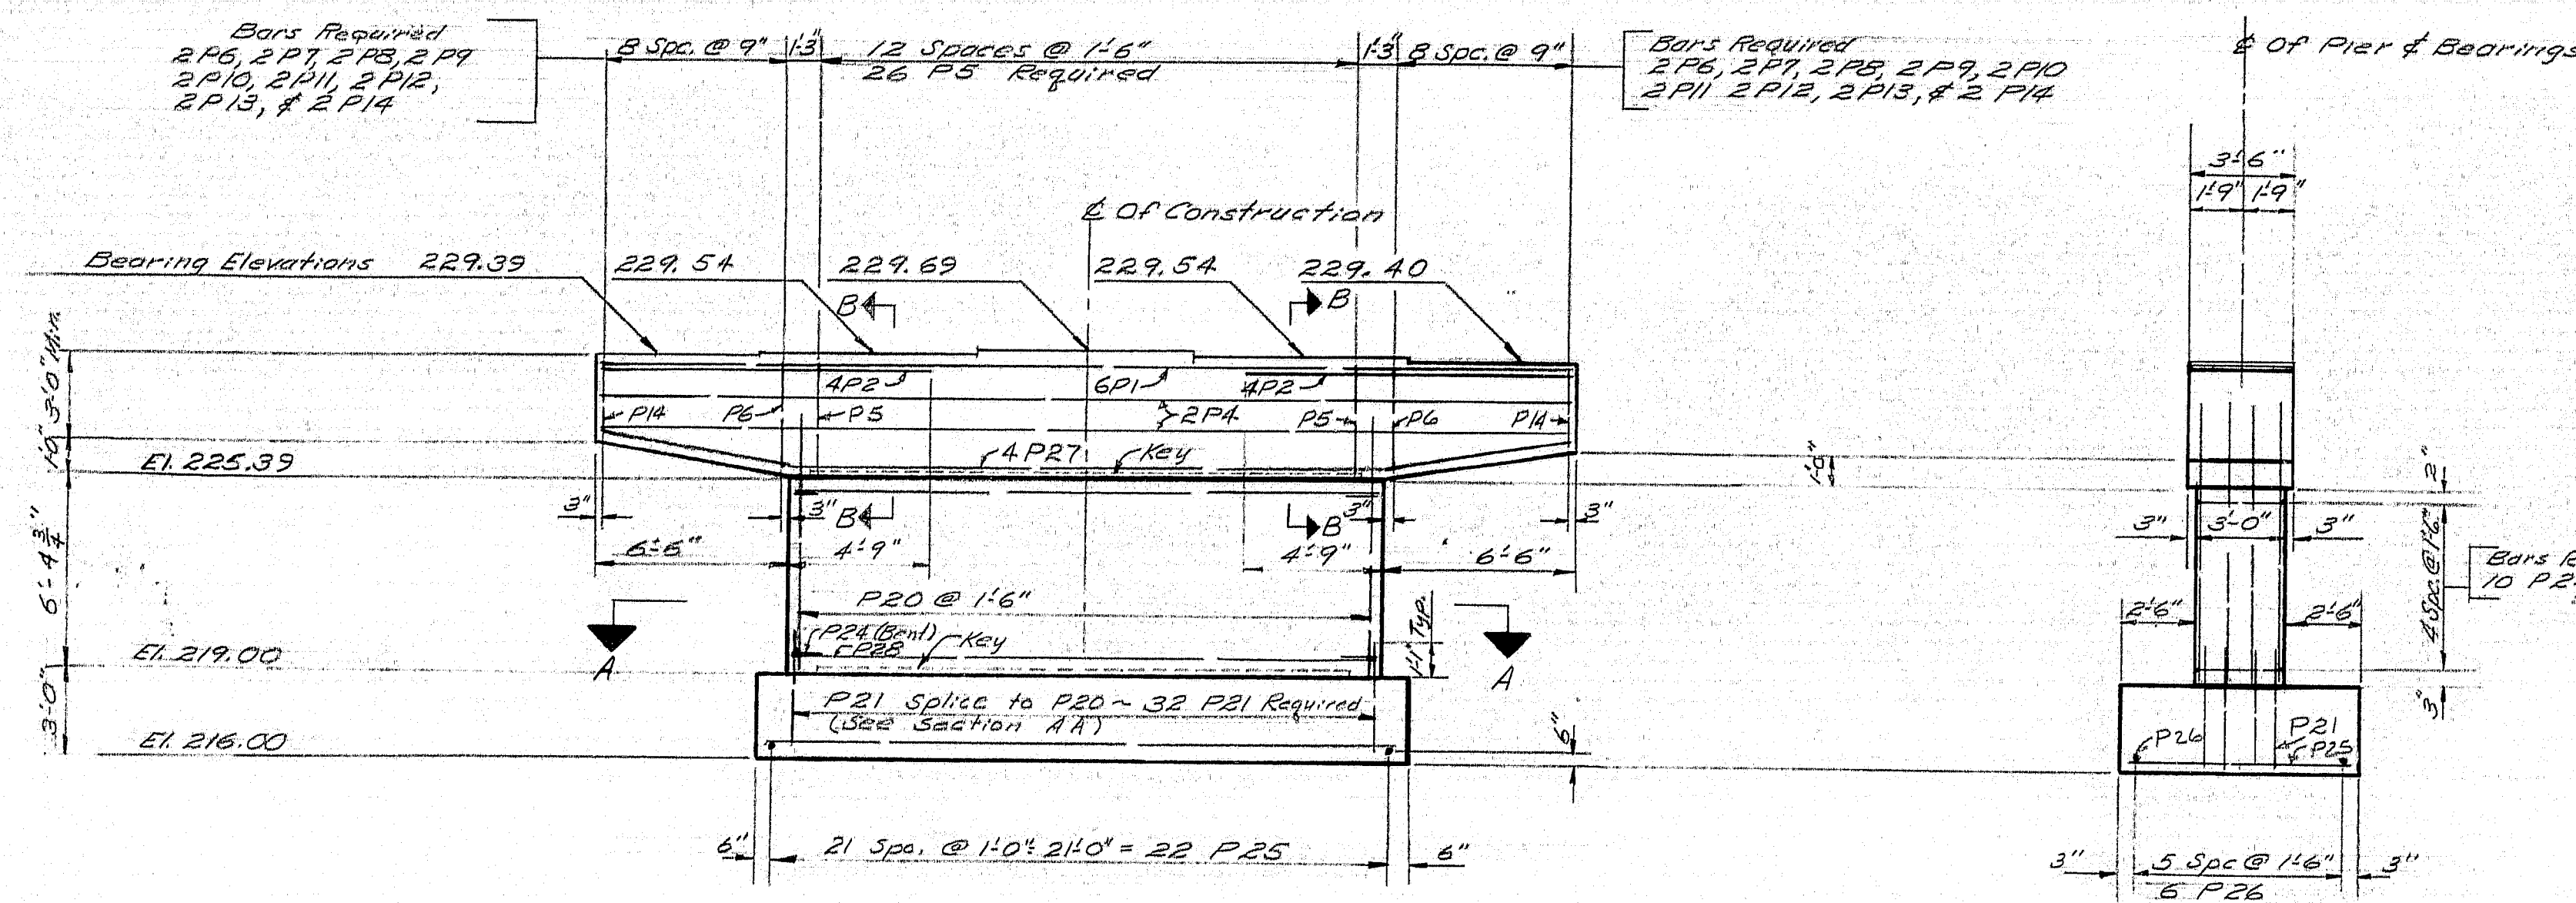 Bars Required
2P6, 2P7, 2P8, 2P9
2P10, 2P11, 2P12,
2P13, & 2P14
8 Spc. @ 9"
1'-3"
12 Spaces @ 1'-6"
26 P5 Required
1'-3"
8 Spc. @ 9"
Bars Required
2P6, 2P7, 2P8, 2P9, 2P10
2P11 2P12, 2P13, & 2 P14
℄ Of Pier & Bearings
3'-6"
1'-9" 1'-9"
℄ Of Construction
Bearing Elevations 229.39
229.54
229.69
229.54
229.40
B
B
3'-0" Min.
1'-0"
4P2
6P1
4P2
P14
P6
P5
2P4
P5
P6
P14
El. 225.39
4 P27
Key
1'-0"
2"
3"
3"
B
B
3"
3"
3"
3'-0"
3"
6'-4 3/4"
6'-6"
4'-9"
4'-9"
6'-6"
4 Spc. @ 1'-6"
Bars R
10 P2
P20 @ 1'-6"
2'-6"
2'-6"
P24 (Bent)
P28
Key
1'-1" Typ.
El. 219.00
A
A
3'-0"
P21 Splice to P20 ~ 32 P21 Required
(See Section AA)
3"
El. 216.00
6"
P26
P21
P25
6"
21 Spa. @ 1'-0" = 21'-0" = 22 P25
6"
3"
5 Spc @ 1'-6"
3"
6 P26